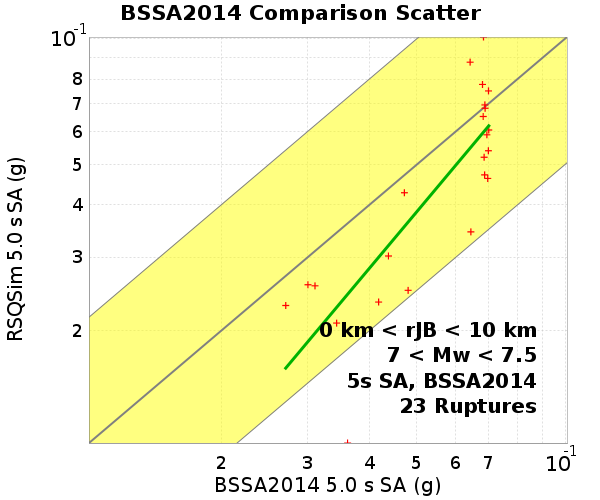 BSSA2014 Comparison Scatter
10-1
8
7
6
5
4
3
2
RSQSim 5.0 s SA (g)
0 km < rJB < 10 km
7 < Mw < 7.5
5s SA, BSSA2014
23 Ruptures
2 3 4 5 6 7 10-1
BSSA2014 5.0 s SA (g)